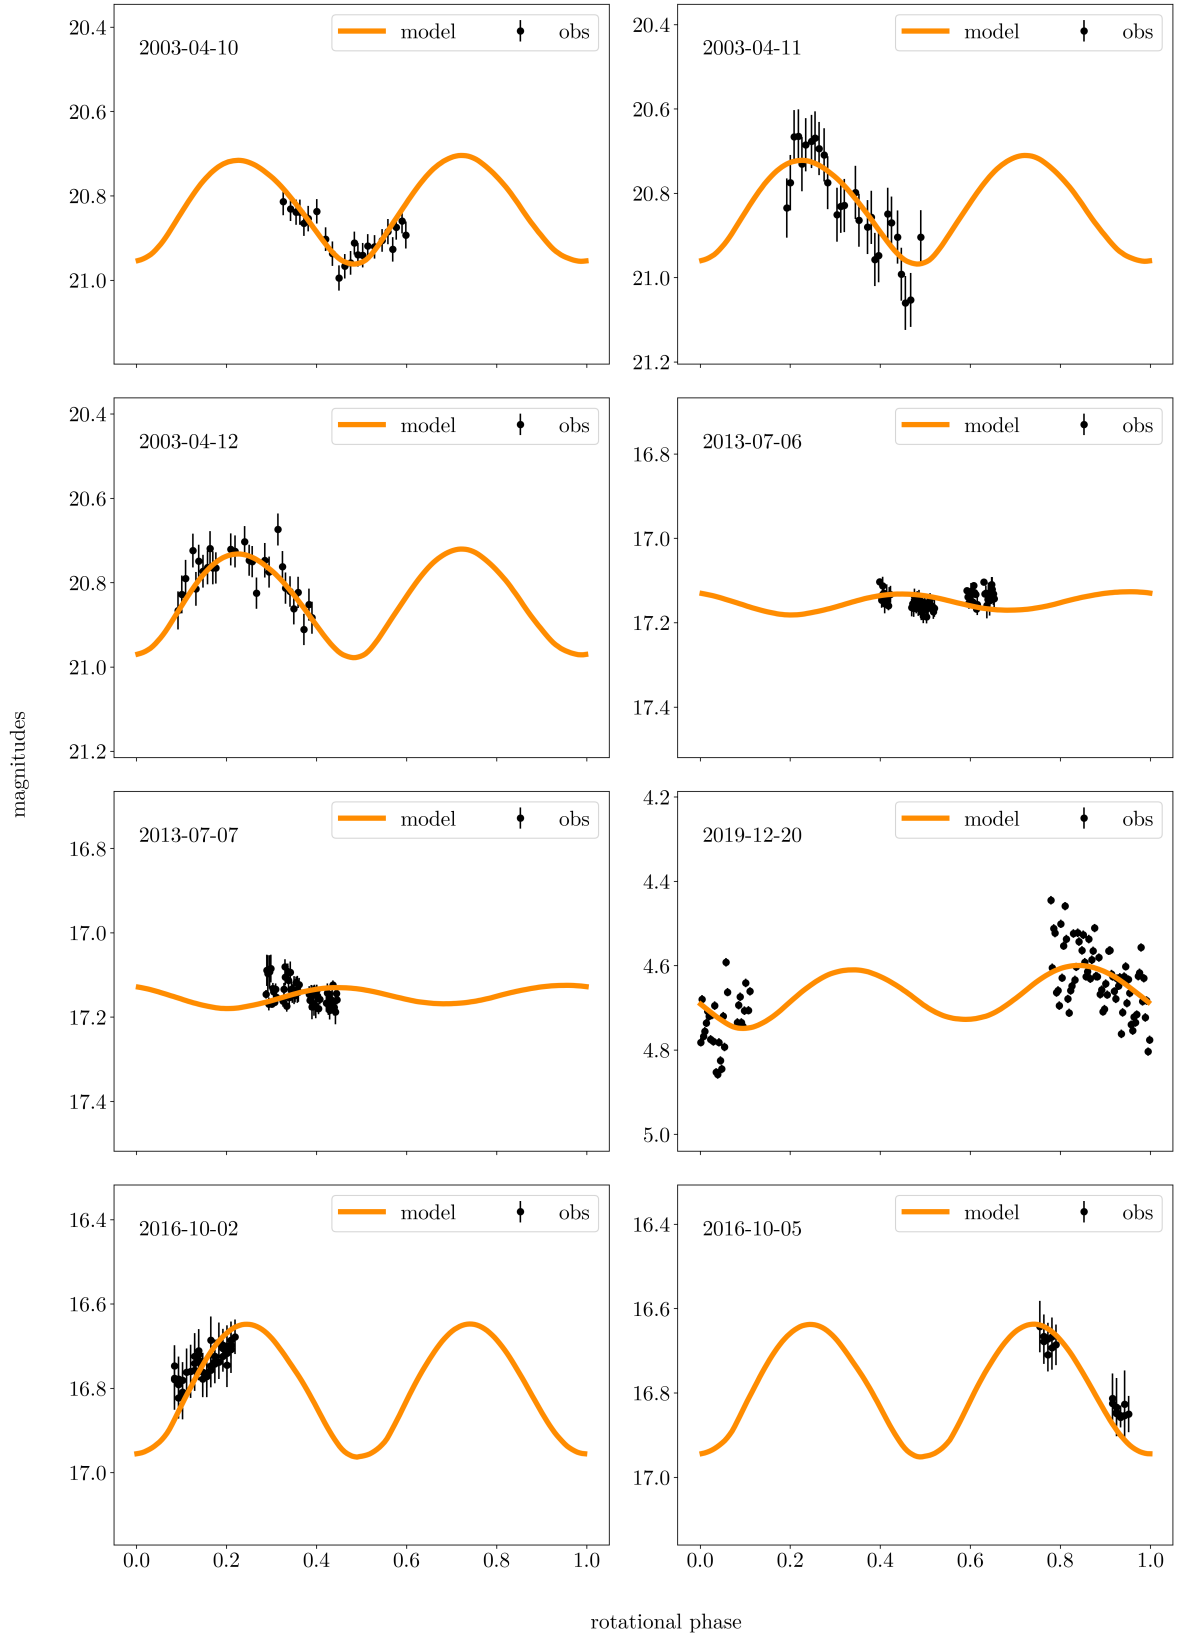 magnitudes
20.4
20.6
20.8
21.0
2003-04-10
model
obs
20.4
20.6
20.8
21.0
21.2
2003-04-11
model
obs
20.4
20.6
20.8
21.0
21.2
2003-04-12
model
obs
16.8
17.0
17.2
17.4
2013-07-06
model
obs
16.8
17.0
17.2
17.4
2013-07-07
model
obs
4.2
4.4
4.6
4.8
5.0
2019-12-20
model
obs
16.4
16.6
16.8
17.0
2016-10-02
model
obs
0.0 0.2 0.4 0.6 0.8 1.0
16.4
16.6
16.8
17.0
2016-10-05
model
obs
0.0 0.2 0.4 0.6 0.8 1.0
rotational phase